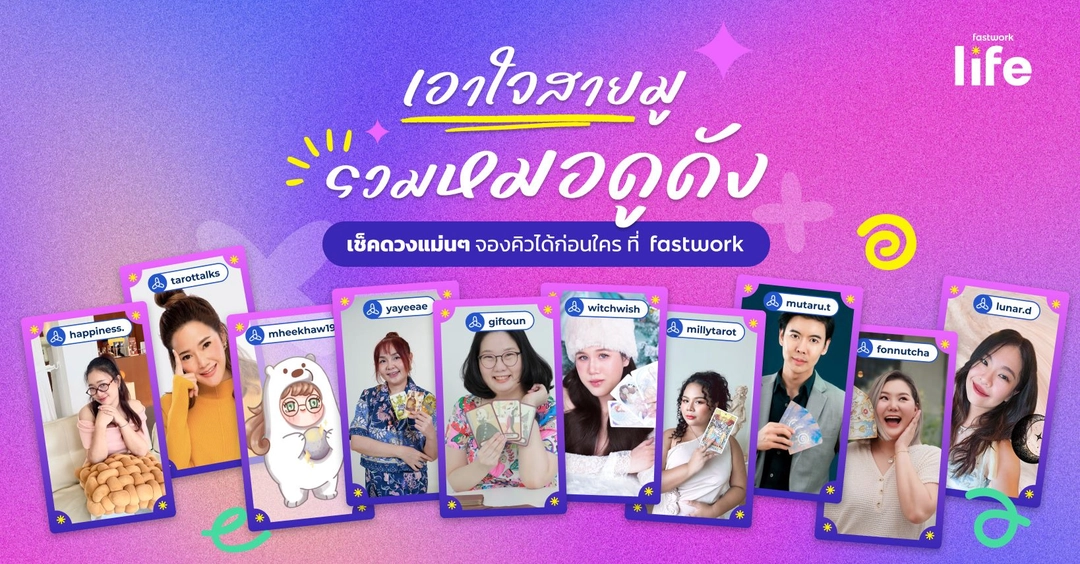 fastwork
life
เอาใจสายมู
รวมหมอดูดัง
เช็คดวงแม่นๆ จองคิวได้ก่อนใคร ที่ fastwork
happiness.
tarottalks
mheekhaw19
yayeeae
giftoun
witchwish
millytarot
mutaru.t
fonnutcha
lunar.d